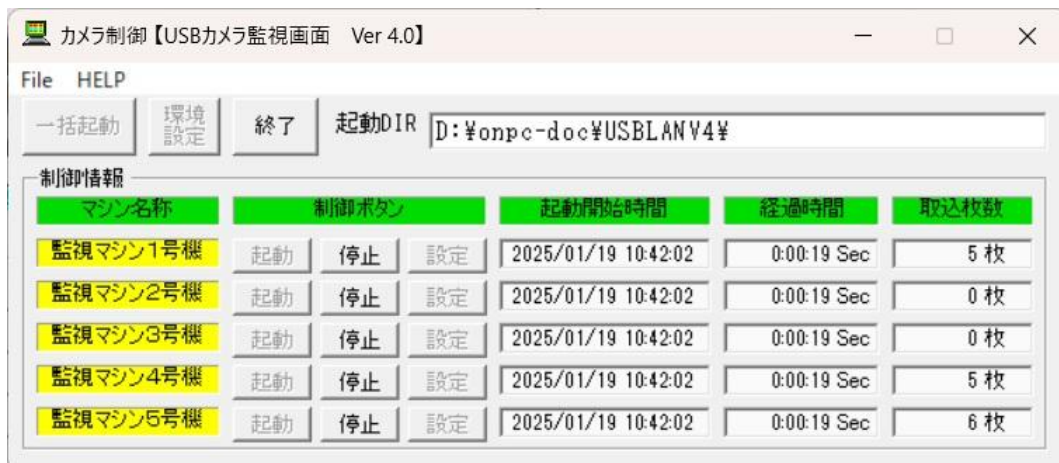 カメラ制御【USBカメラ監視画面 Ver 4.0】
File HELP
一括起動 環境設定 終了 起動DIR D:¥onpc-doc¥USBLANV4¥
制御情報
マシン名称 制御ボタン 起動開始時間 経過時間 取込枚数
監視マシン1号機 起動 停止 設定 2025/01/19 10:42:02 0:00:19 Sec 5 枚
監視マシン2号機 起動 停止 設定 2025/01/19 10:42:02 0:00:19 Sec 0 枚
監視マシン3号機 起動 停止 設定 2025/01/19 10:42:02 0:00:19 Sec 0 枚
監視マシン4号機 起動 停止 設定 2025/01/19 10:42:02 0:00:19 Sec 5 枚
監視マシン5号機 起動 停止 設定 2025/01/19 10:42:02 0:00:19 Sec 6 枚